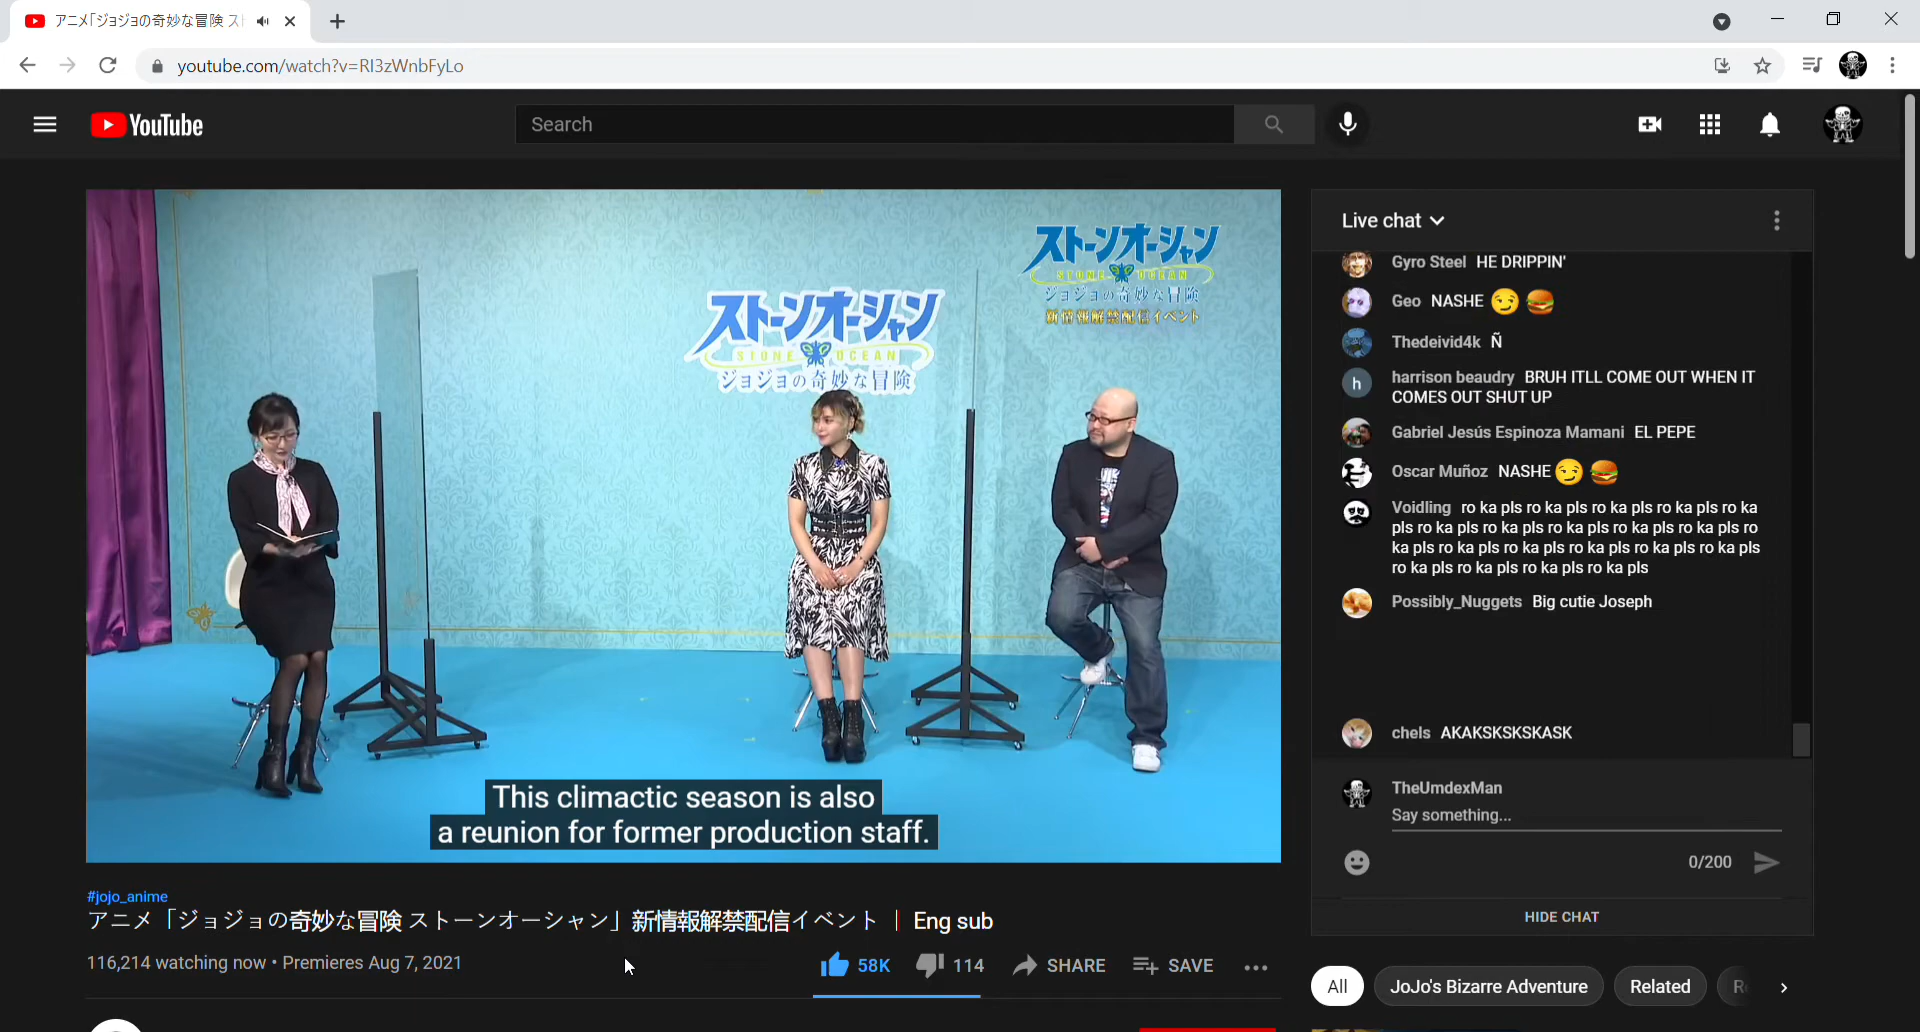 アニメ「ジョジョの奇妙な冒険 ス
youtube.com/watch?v=RI3zWnbFyLo
YouTube
Search
ストーンオーシャン
STONE OCEAN
ジョジョの奇妙な冒険
新情報解禁配信イベント
ストーンオーシャン
STONE OCEAN
ジョジョの奇妙な冒険
This climactic season is also
a reunion for former production staff.
#jojo_anime
アニメ「ジョジョの奇妙な冒険 ストーンオーシャン」新情報解禁配信イベント ｜ Eng sub
116,214 watching now • Premieres Aug 7, 2021
58K 114 SHARE SAVE
Live chat
Gyro Steel HE DRIPPIN'
Geo NASHE 😏 🍔
Thedeivid4k Ñ
h harrison beaudry BRUH ITLL COME OUT WHEN IT
COMES OUT SHUT UP
Gabriel Jesús Espinoza Mamani EL PEPE
Oscar Muñoz NASHE 😏 🍔
Voidling ro ka pls ro ka pls ro ka pls ro ka pls ro ka
pls ro ka pls ro ka pls ro ka pls ro ka pls ro ka pls ro
ka pls ro ka pls ro ka pls ro ka pls ro ka pls ro ka pls
ro ka pls ro ka pls ro ka pls ro ka pls
Possibly_Nuggets Big cutie Joseph
chels AKAKSKSKSKASK
TheUmdexMan
Say something...
0/200
HIDE CHAT
All JoJo's Bizarre Adventure Related